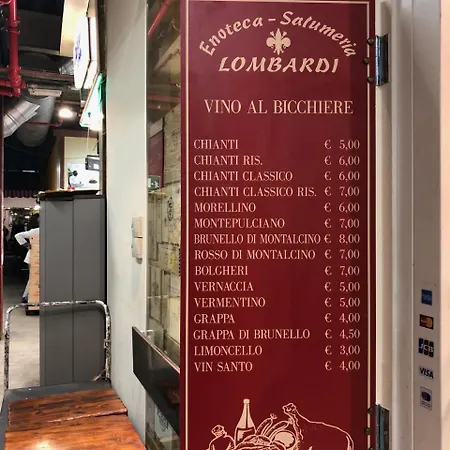 Enoteca - Salumeria
LOMBARDI
VINO AL BICCHIERE
CHIANTI € 5,00
CHIANTI RIS. € 6,00
CHIANTI CLASSICO € 6,00
CHIANTI CLASSICO RIS. € 7,00
MORELLINO € 6,00
MONTEPULCIANO € 7,00
BRUNELLO DI MONTALCINO € 8,00
ROSSO DI MONTALCINO € 7,00
BOLGHERI € 7,00
VERNACCIA € 5,00
VERMENTINO € 5,00
GRAPPA € 4,00
GRAPPA DI BRUNELLO € 4,50
LIMONCELLO € 3,00
VIN SANTO € 4,00
JCB
VISA